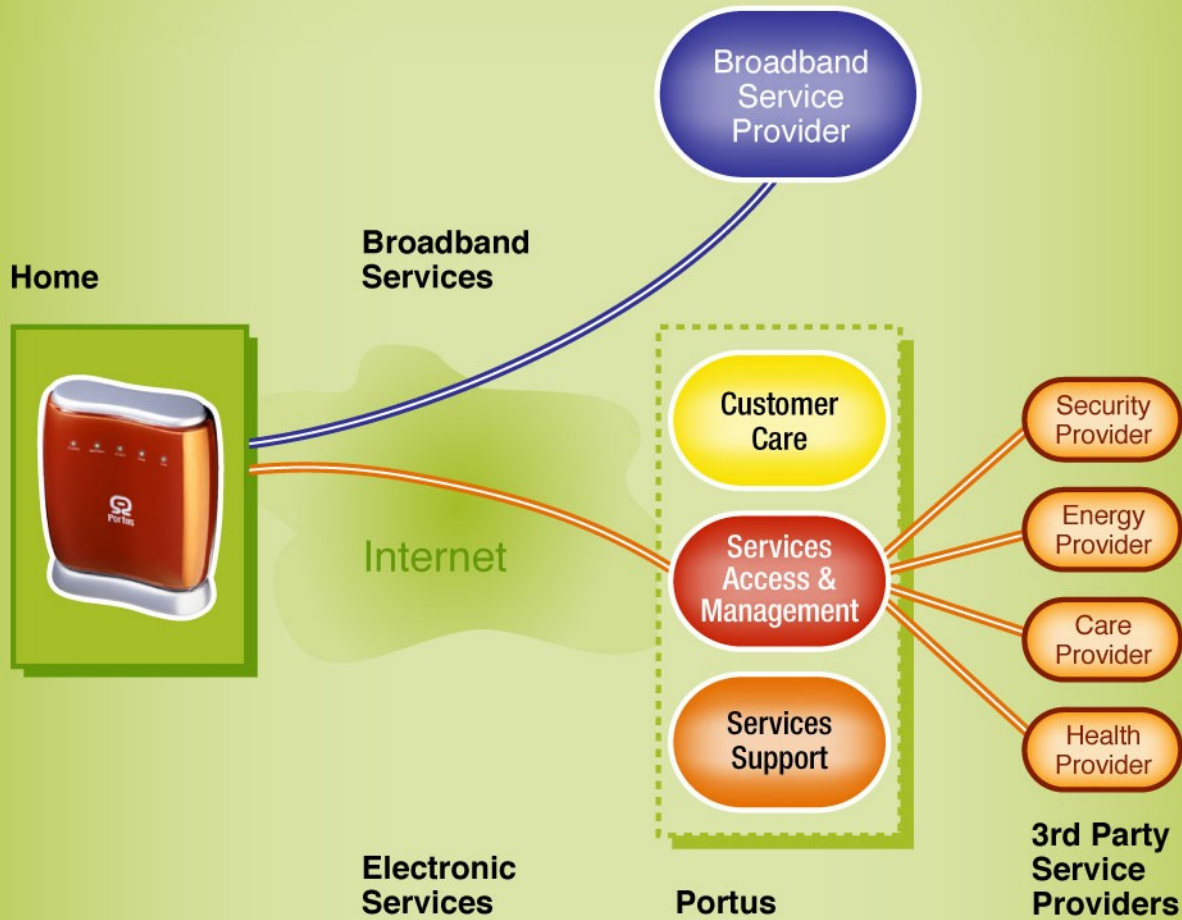 Broadband
Service
Provider
Broadband
Services
Home
Customer
Care
Security
Provider
Portus
Internet
Services
Access &
Management
Energy
Provider
Care
Provider
Services
Support
Health
Provider
Electronic
Services
Portus
3rd Party
Service
Providers